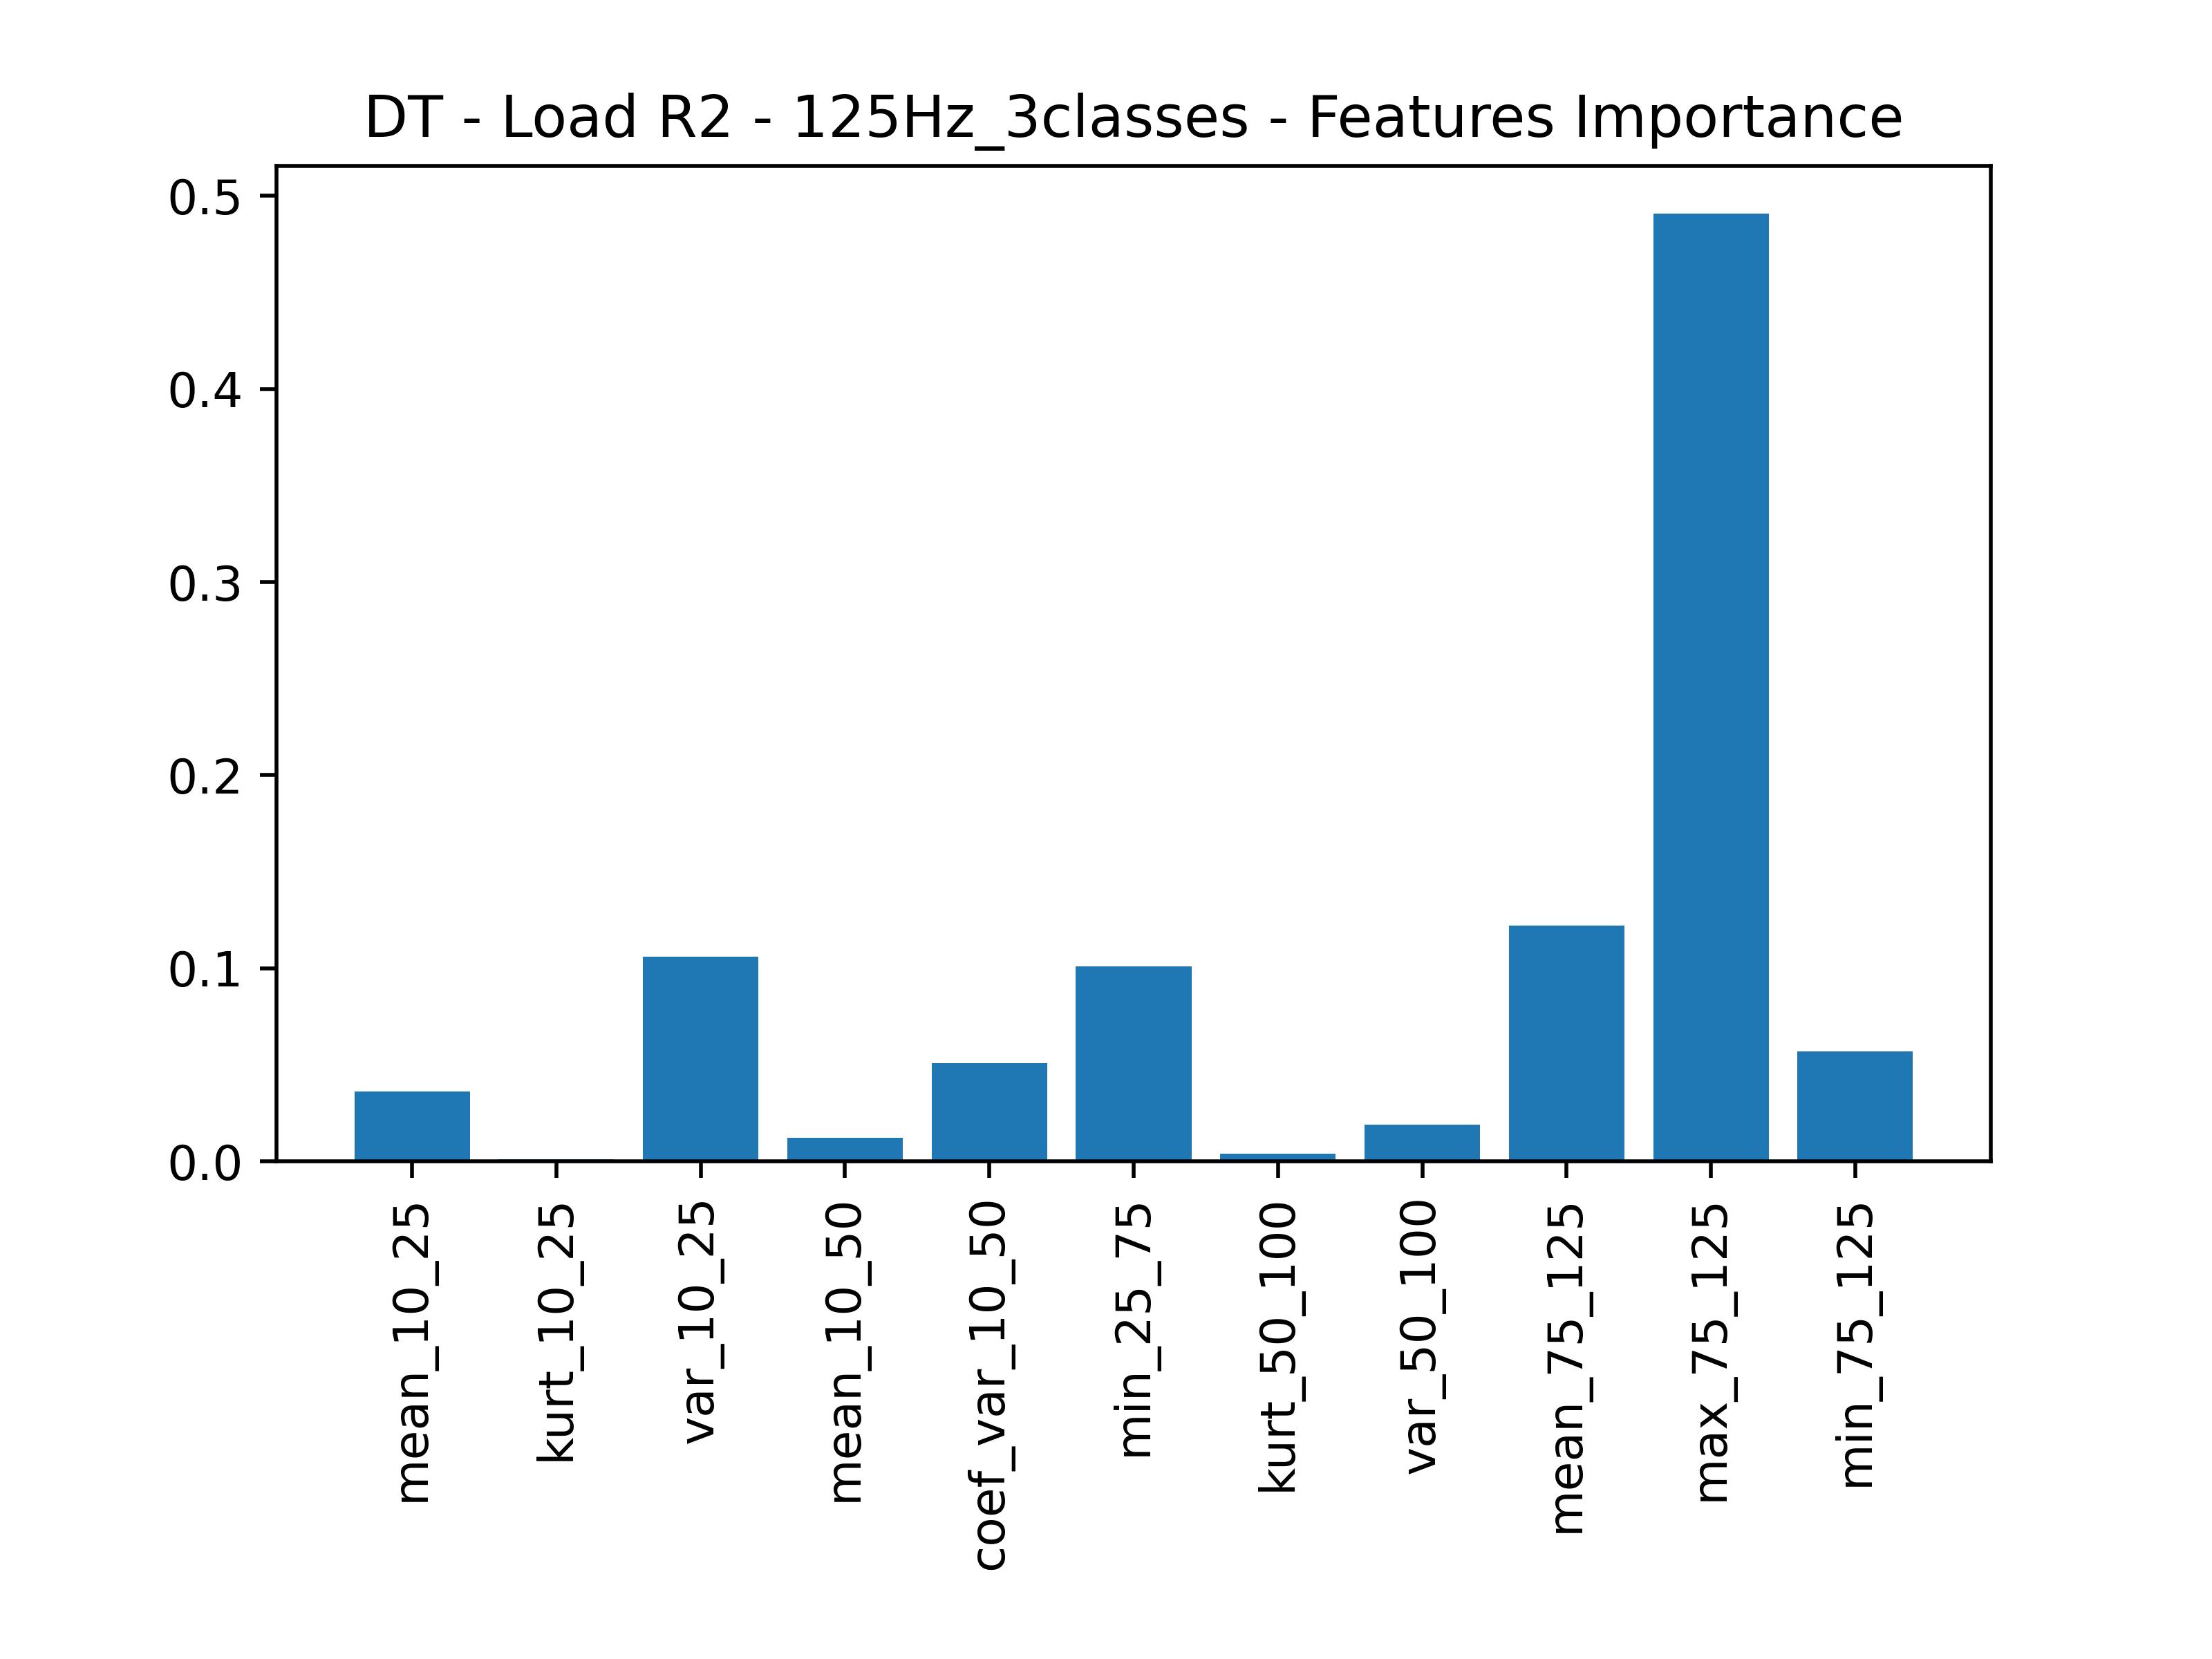 DT - Load R2 - 125Hz_3classes - Features Importance
0.5
0.4
0.3
0.2
0.1
0.0
mean_10_25
kurt_10_25
var_10_25
mean_10_50
coef_var_10_50
min_25_75
kurt_50_100
var_50_100
mean_75_125
max_75_125
min_75_125